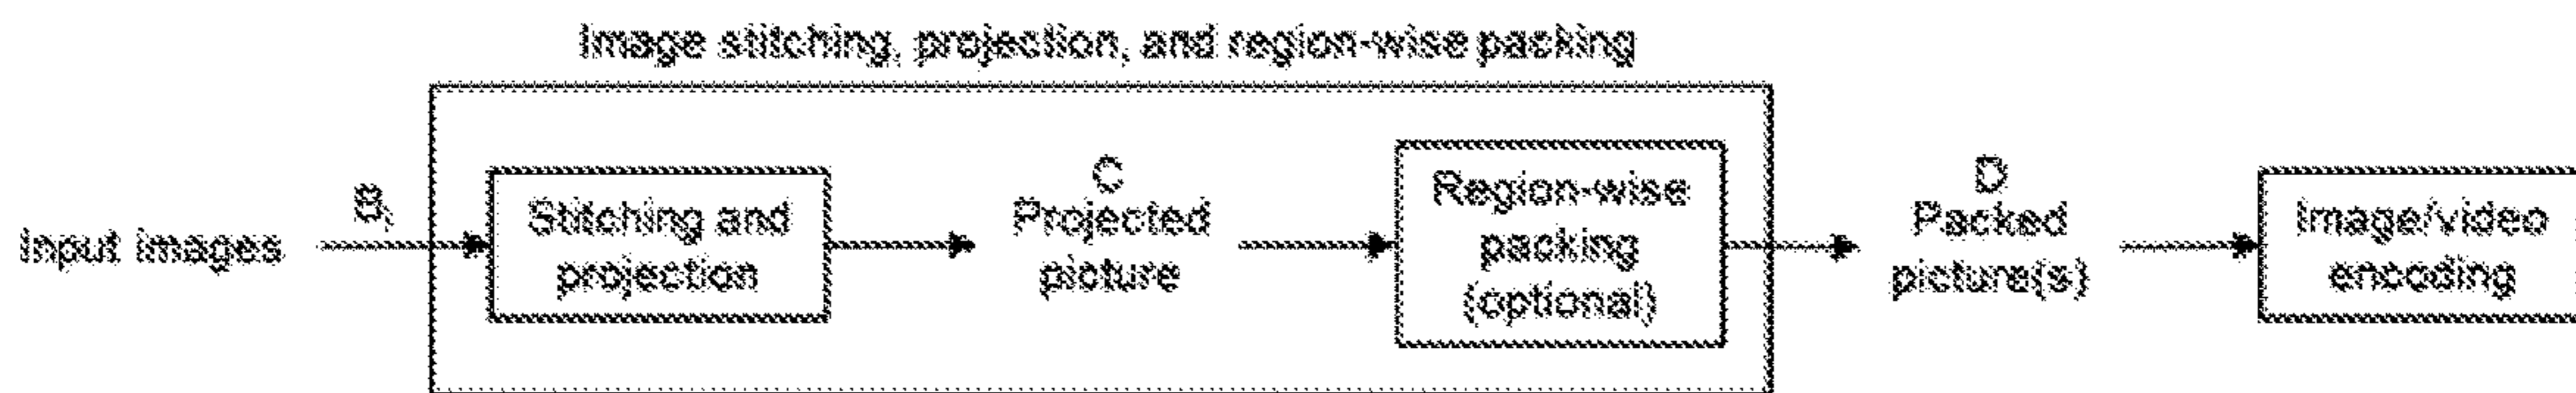 Image stitching, projection, and region-wise packing
Input images
Bi
Stitching and
projection
C
Projected
picture
Region-wise
packing
(optional)
D
Packed
picture(s)
Image/video
encoding